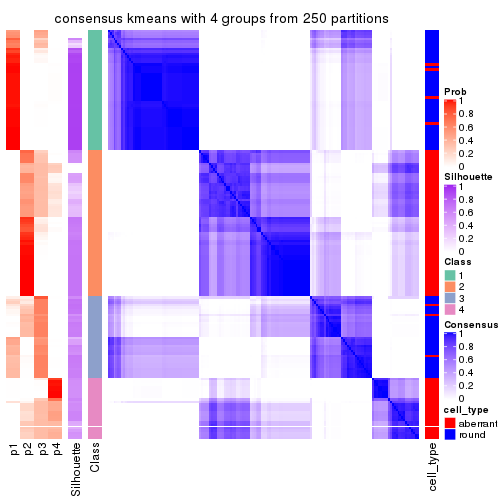 consensus kmeans with 4 groups from 250 partitions
Prob
1
0.8
0.6
0.4
0.2
0
Silhouette
1
0.8
0.6
0.4
0.2
0
Class
1
2
3
4
Consensus
1
0.8
0.6
0.4
0.2
0
cell_type
aberrant
round
p1
p2
p3
p4
Silhouette
Class
cell_type